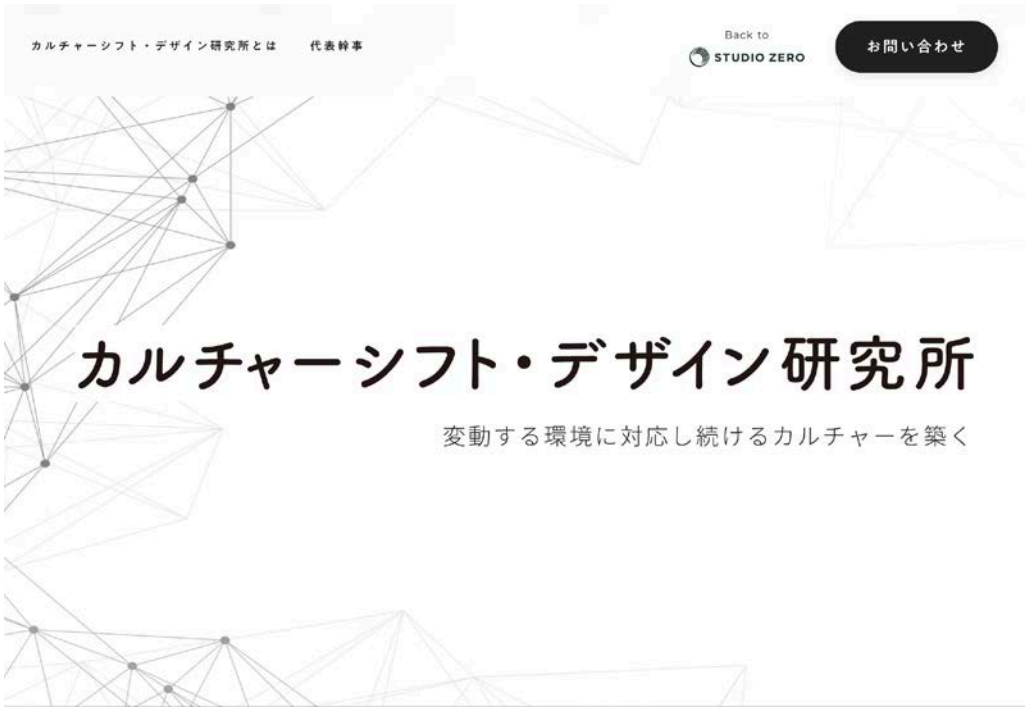 カルチャーシフト・デザイン研究所とは
代表幹事
Back to
STUDIO ZERO
お問い合わせ
カルチャーシフト・デザイン研究所
変動する環境に対応し続けるカルチャーを築く